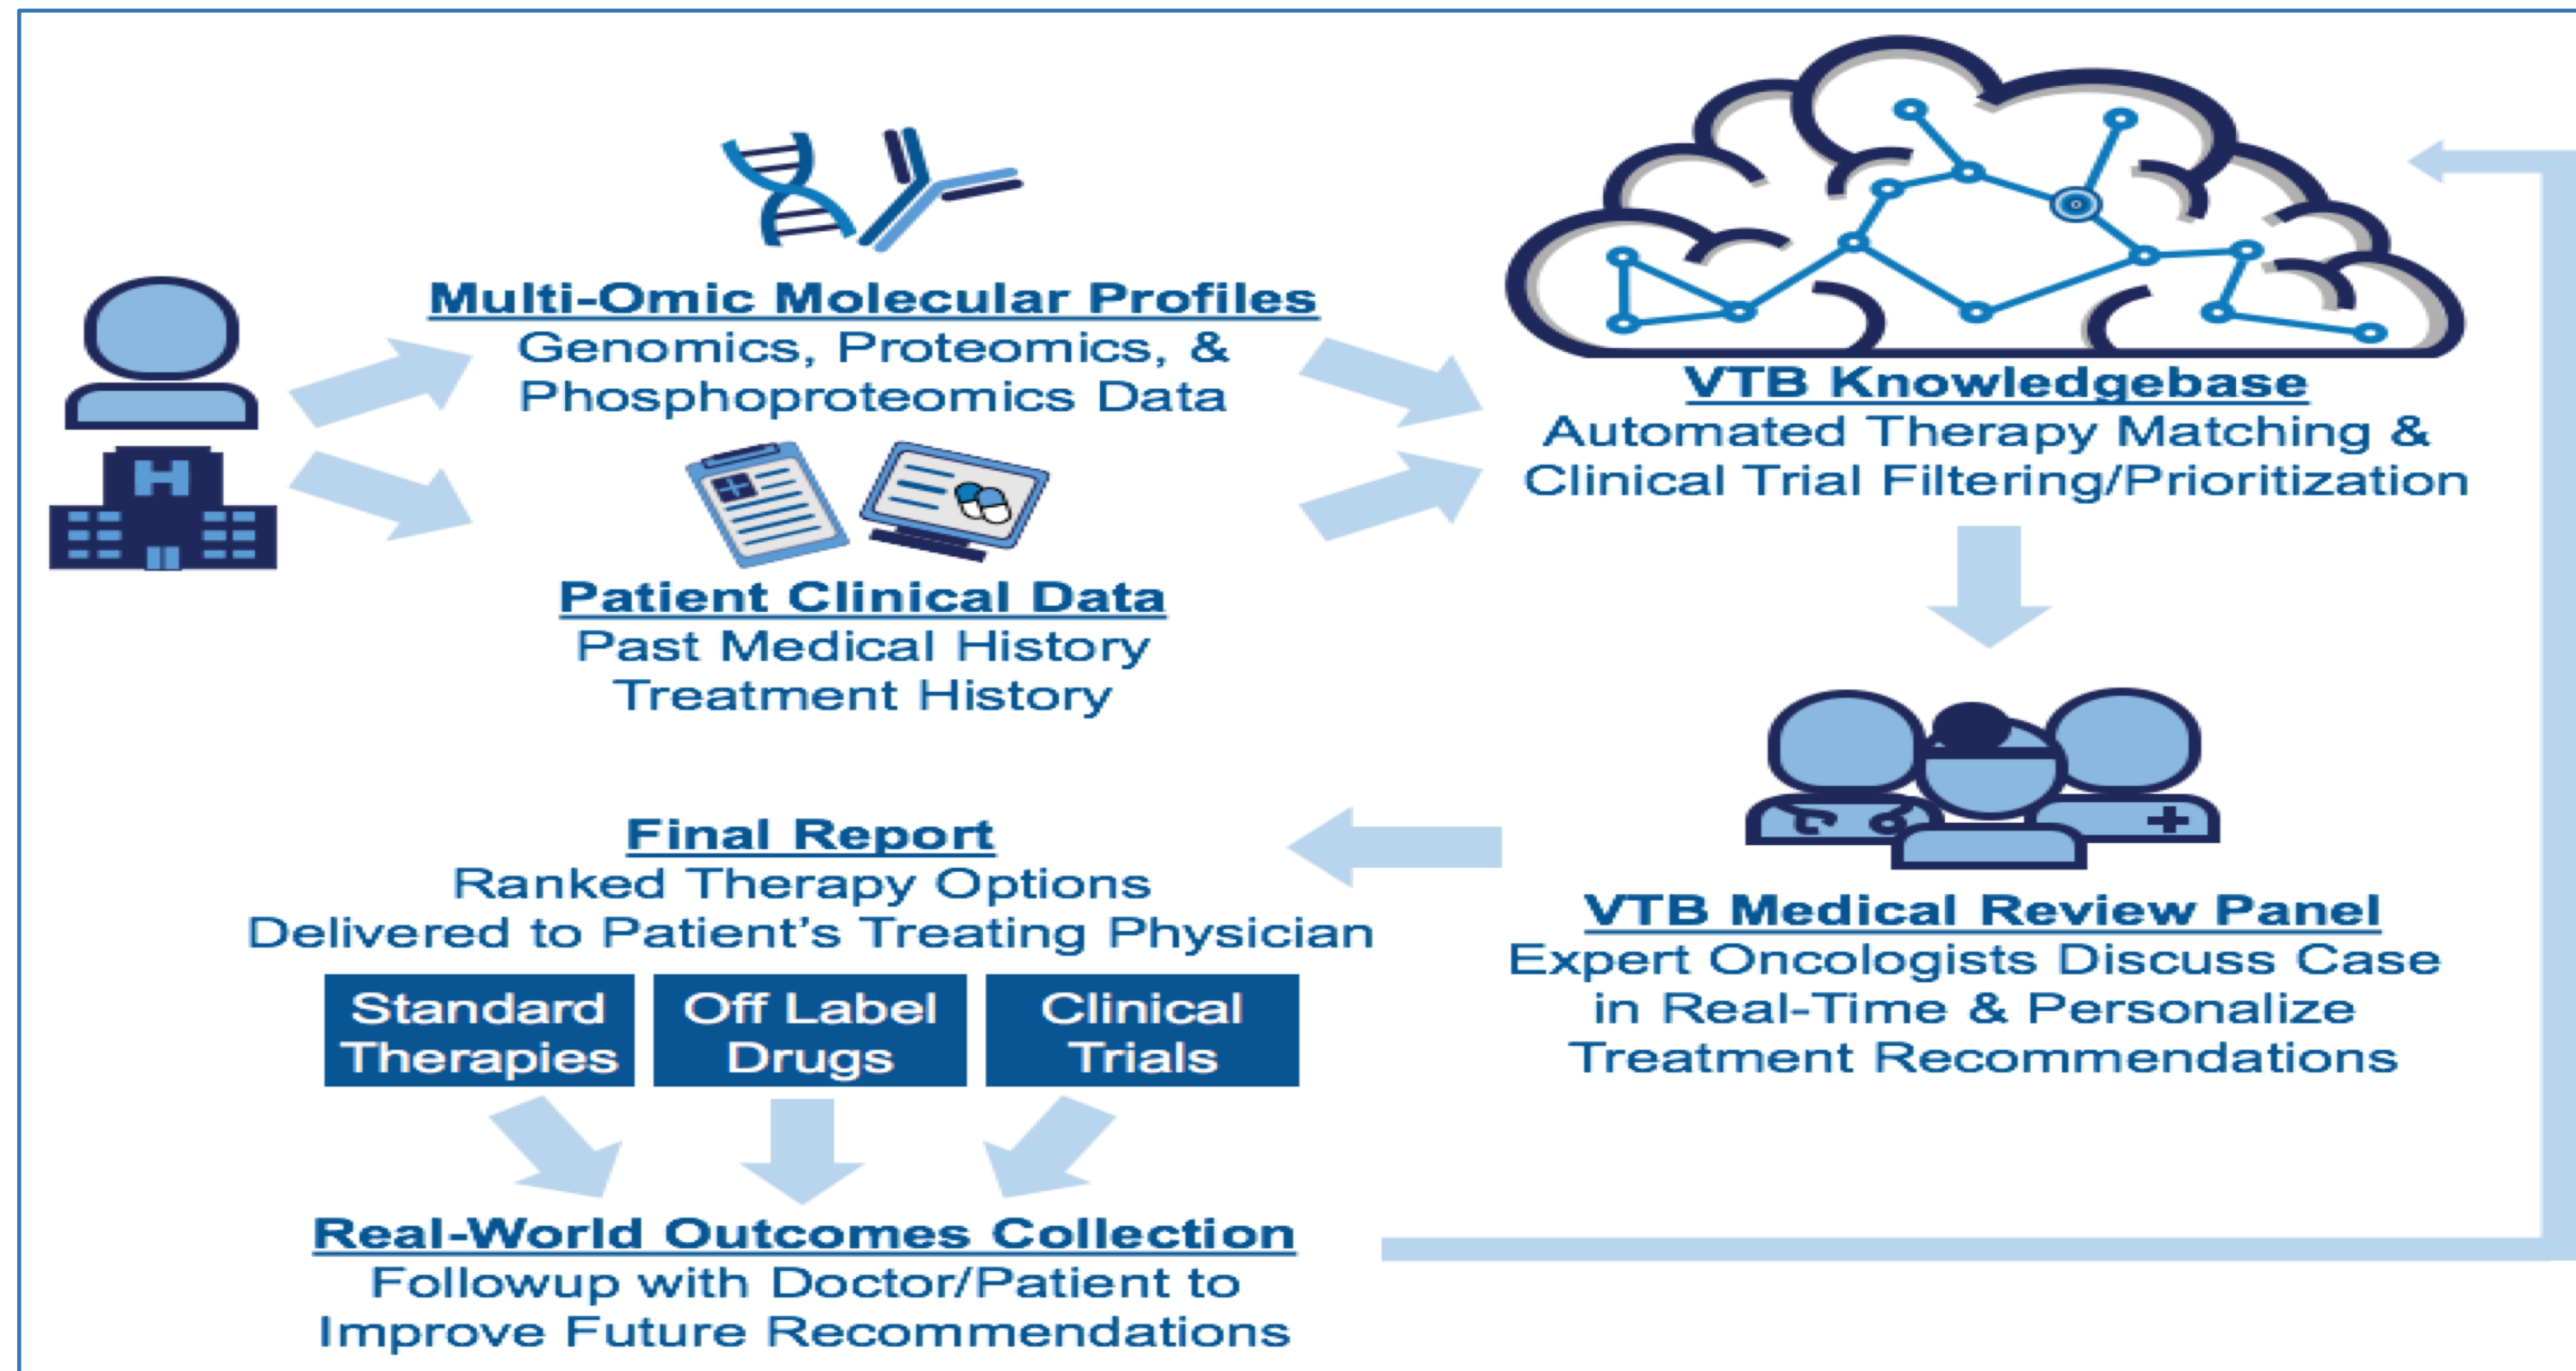 Multi-Omic Molecular Profiles
Genomics, Proteomics, &
Phosphoproteomics Data
Patient Clinical Data
Past Medical History
Treatment History
H
VTB Knowledgebase
Automated Therapy Matching &
Clinical Trial Filtering/Prioritization
VTB Medical Review Panel
Expert Oncologists Discuss Case
in Real-Time & Personalize
Treatment Recommendations
Final Report
Ranked Therapy Options
Delivered to Patient’s Treating Physician
Standard
Therapies
Off Label
Drugs
Clinical
Trials
Real-World Outcomes Collection
Followup with Doctor/Patient to
Improve Future Recommendations